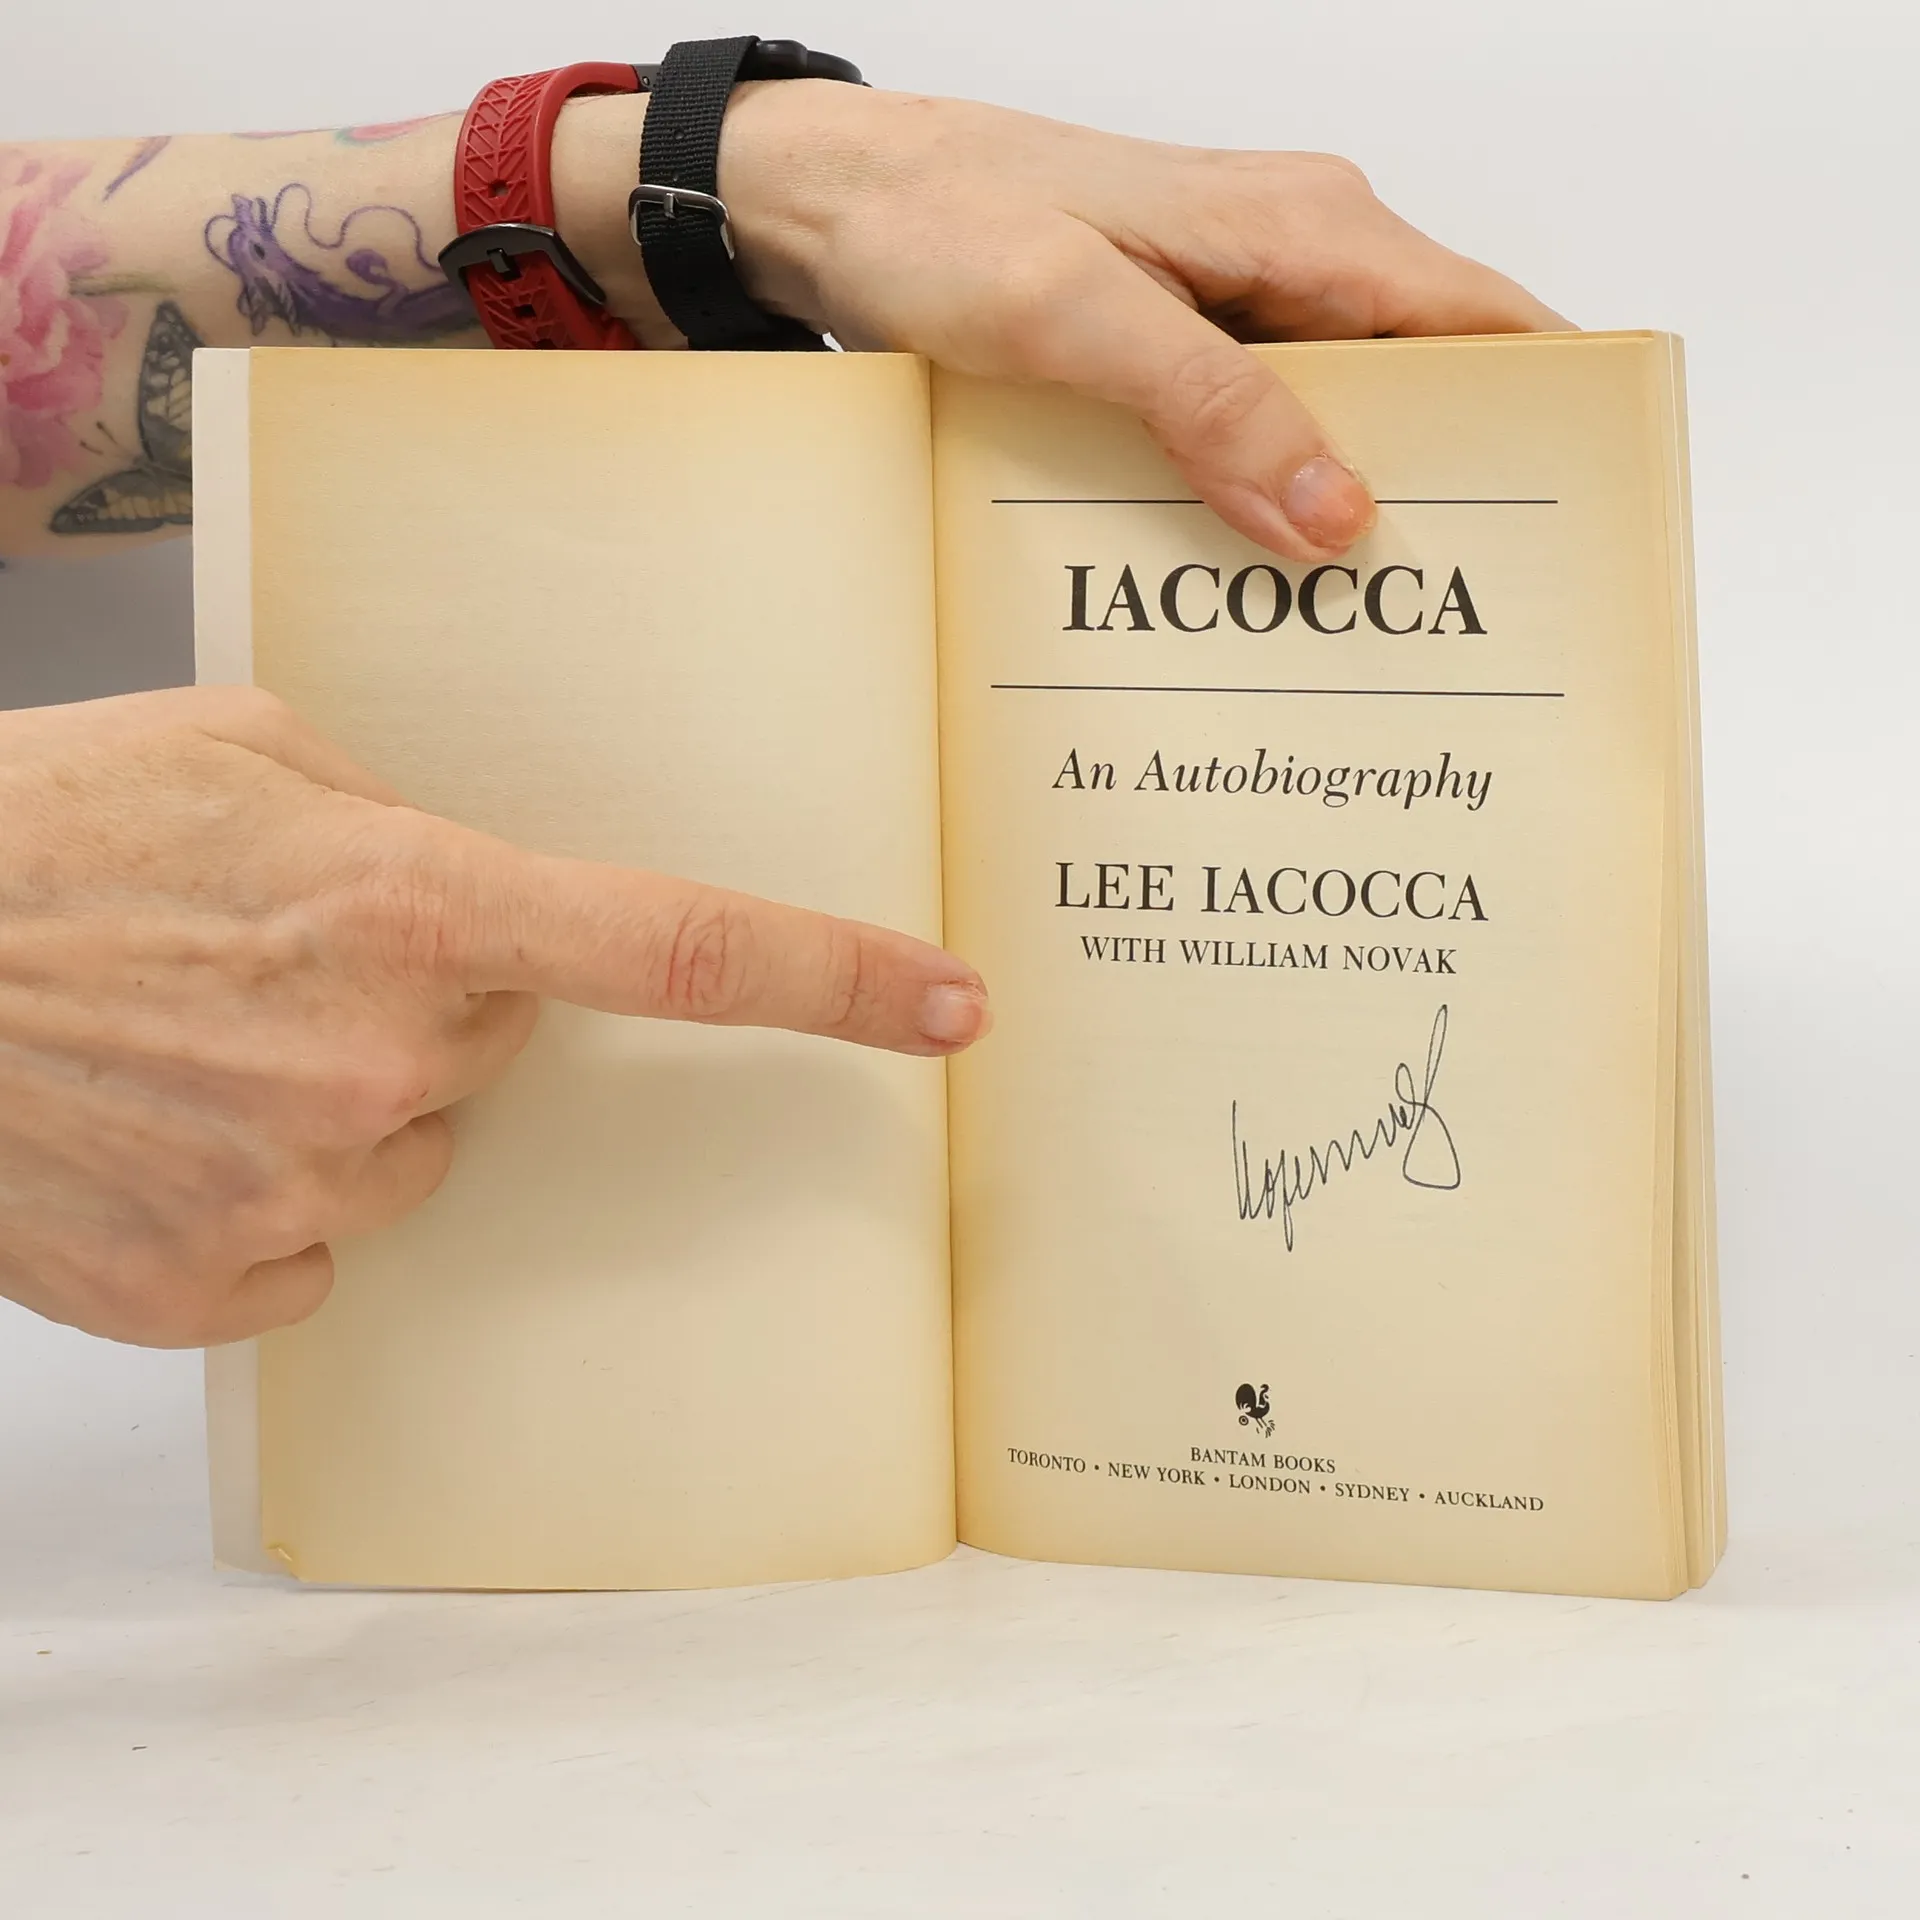 IACOCCA
An Autobiography
LEE IACOCCA
WITH WILLIAM NOVAK
BANTAM BOOKS
TORONTO • NEW YORK • LONDON • SYDNEY • AUCKLAND